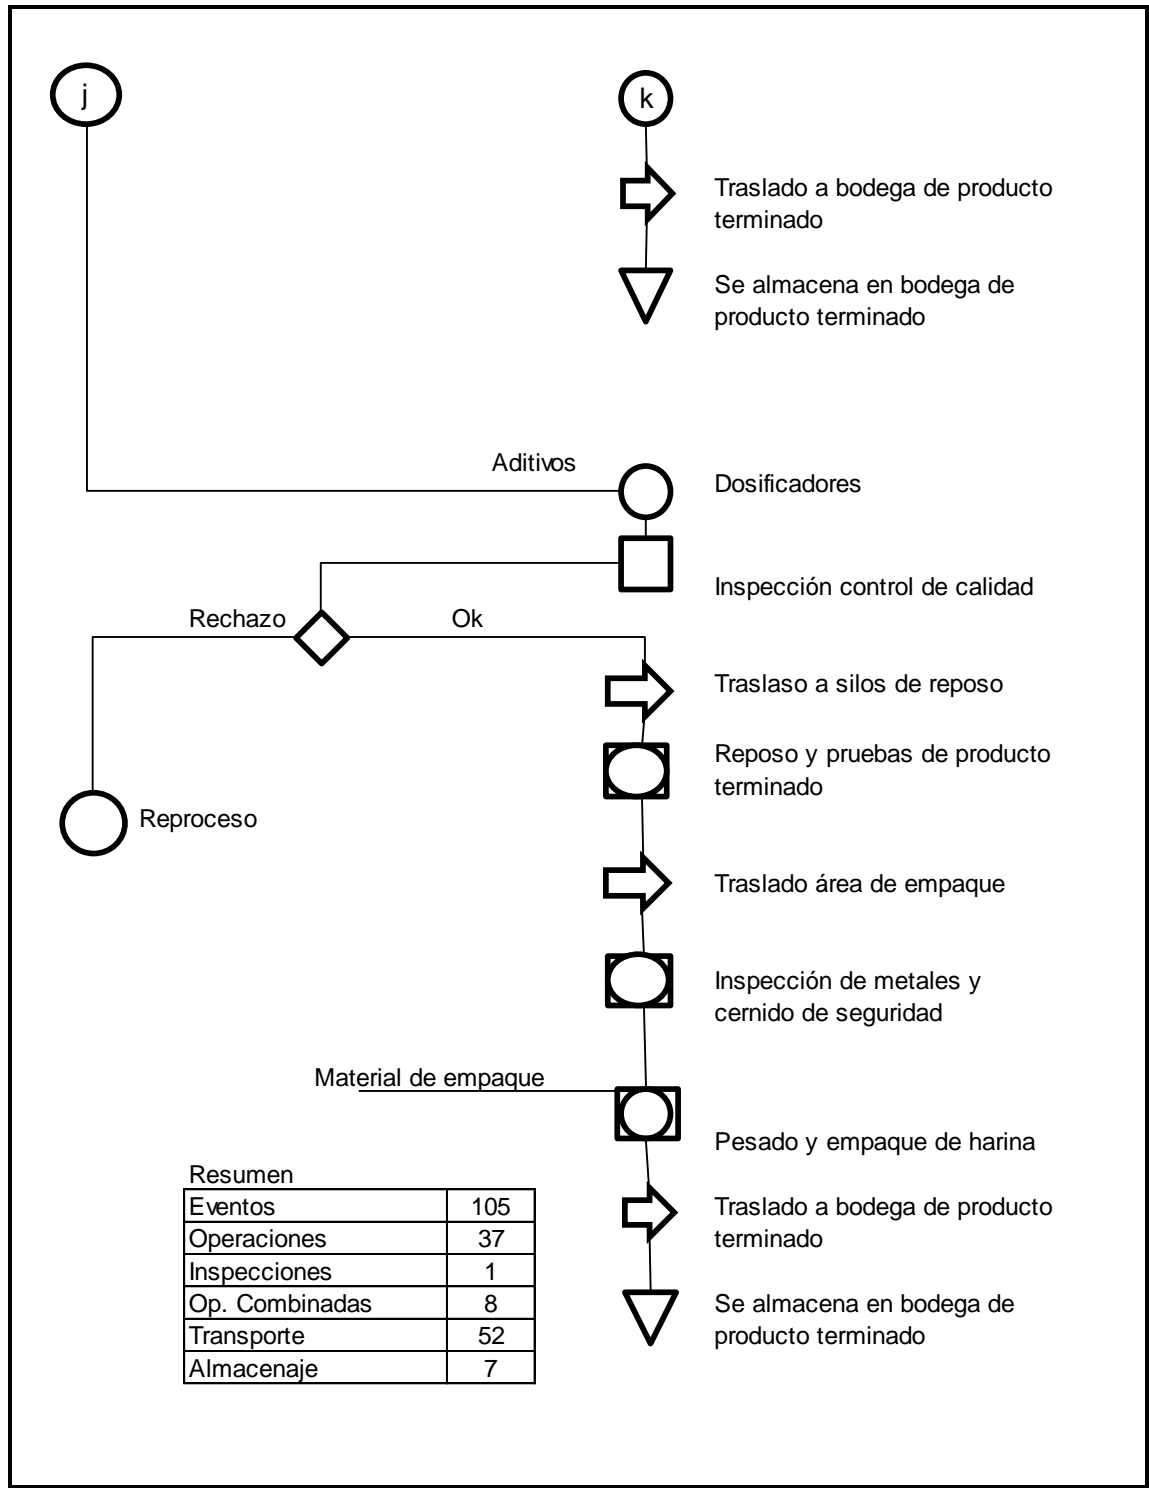 j
k
Traslado a bodega de producto
terminado
Se almacena en bodega de
producto terminado
Aditivos
Dosificadores
Inspección control de calidad
Rechazo
Ok
Traslaso a silos de reposo
Reposo y pruebas de producto
terminado
Reproceso
Traslado área de empaque
Inspección de metales y
cernido de seguridad
Material de empaque
Pesado y empaque de harina
Traslado a bodega de producto
terminado
Se almacena en bodega de
producto terminado
Resumen
Eventos 105
Operaciones 37
Inspecciones 1
Op. Combinadas 8
Transporte 52
Almacenaje 7